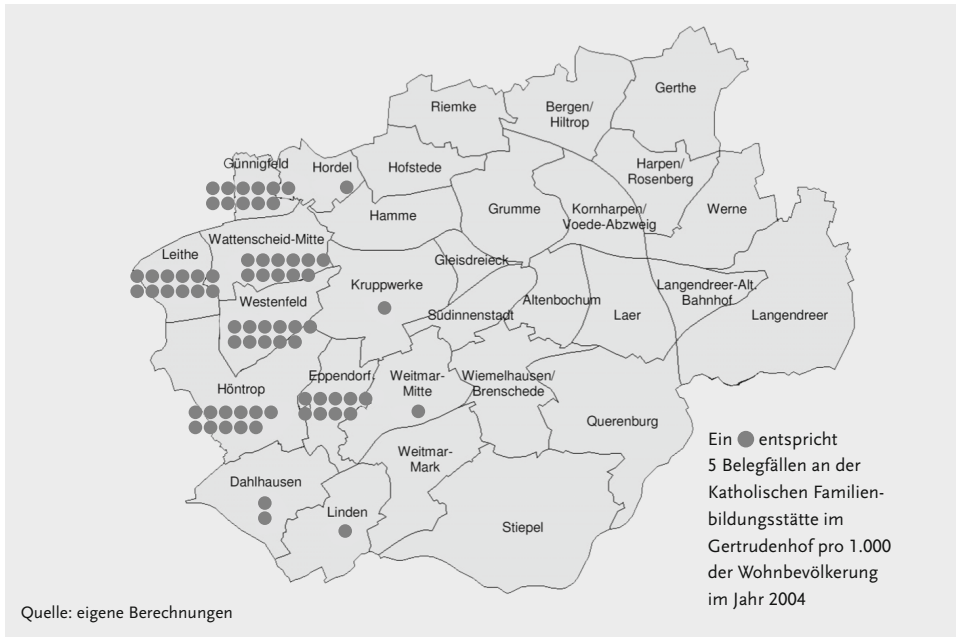 Gerthe
Riemke
Bergen/
Hiltrop
Günnigfeld
Hordel
Hofstede
Harpen/
Rosenberg
Hamme
Grumme
Kornharpen/
Voede-Abzweig
Werne
Wattenscheid-Mitte
Leithe
Gleisdreieck
Kruppwerke
Langendreer-Alt.
Bahnhof
Westenfeld
Altenbochum
Südinnenstadt
Laer
Langendreer
Höntrop
Eppendorf
Weitmar-
Mitte
Wiemelhausen/
Brenschede
Querenburg
Weitmar-
Mark
Dahlhausen
Linden
Stiepel
Ein entspricht
5 Belegfällen an der
Katholischen Familien-
bildungsstätte im
Gertrudenhof pro 1.000
der Wohnbevölkerung
im Jahr 2004
Quelle: eigene Berechnungen